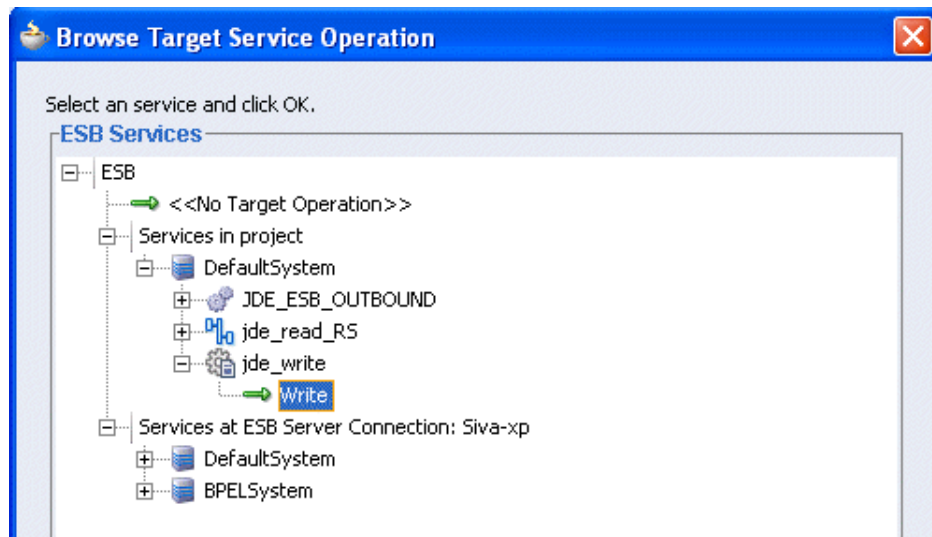 Browse Target Service Operation
Select an service and click OK.
ESB Services
ESB
<<No Target Operation>>
Services in project
DefaultSystem
JDE_ESB_OUTBOUND
jde_read_RS
jde_write
Write
Services at ESB Server Connection: Siva-xp
DefaultSystem
BPELSystem